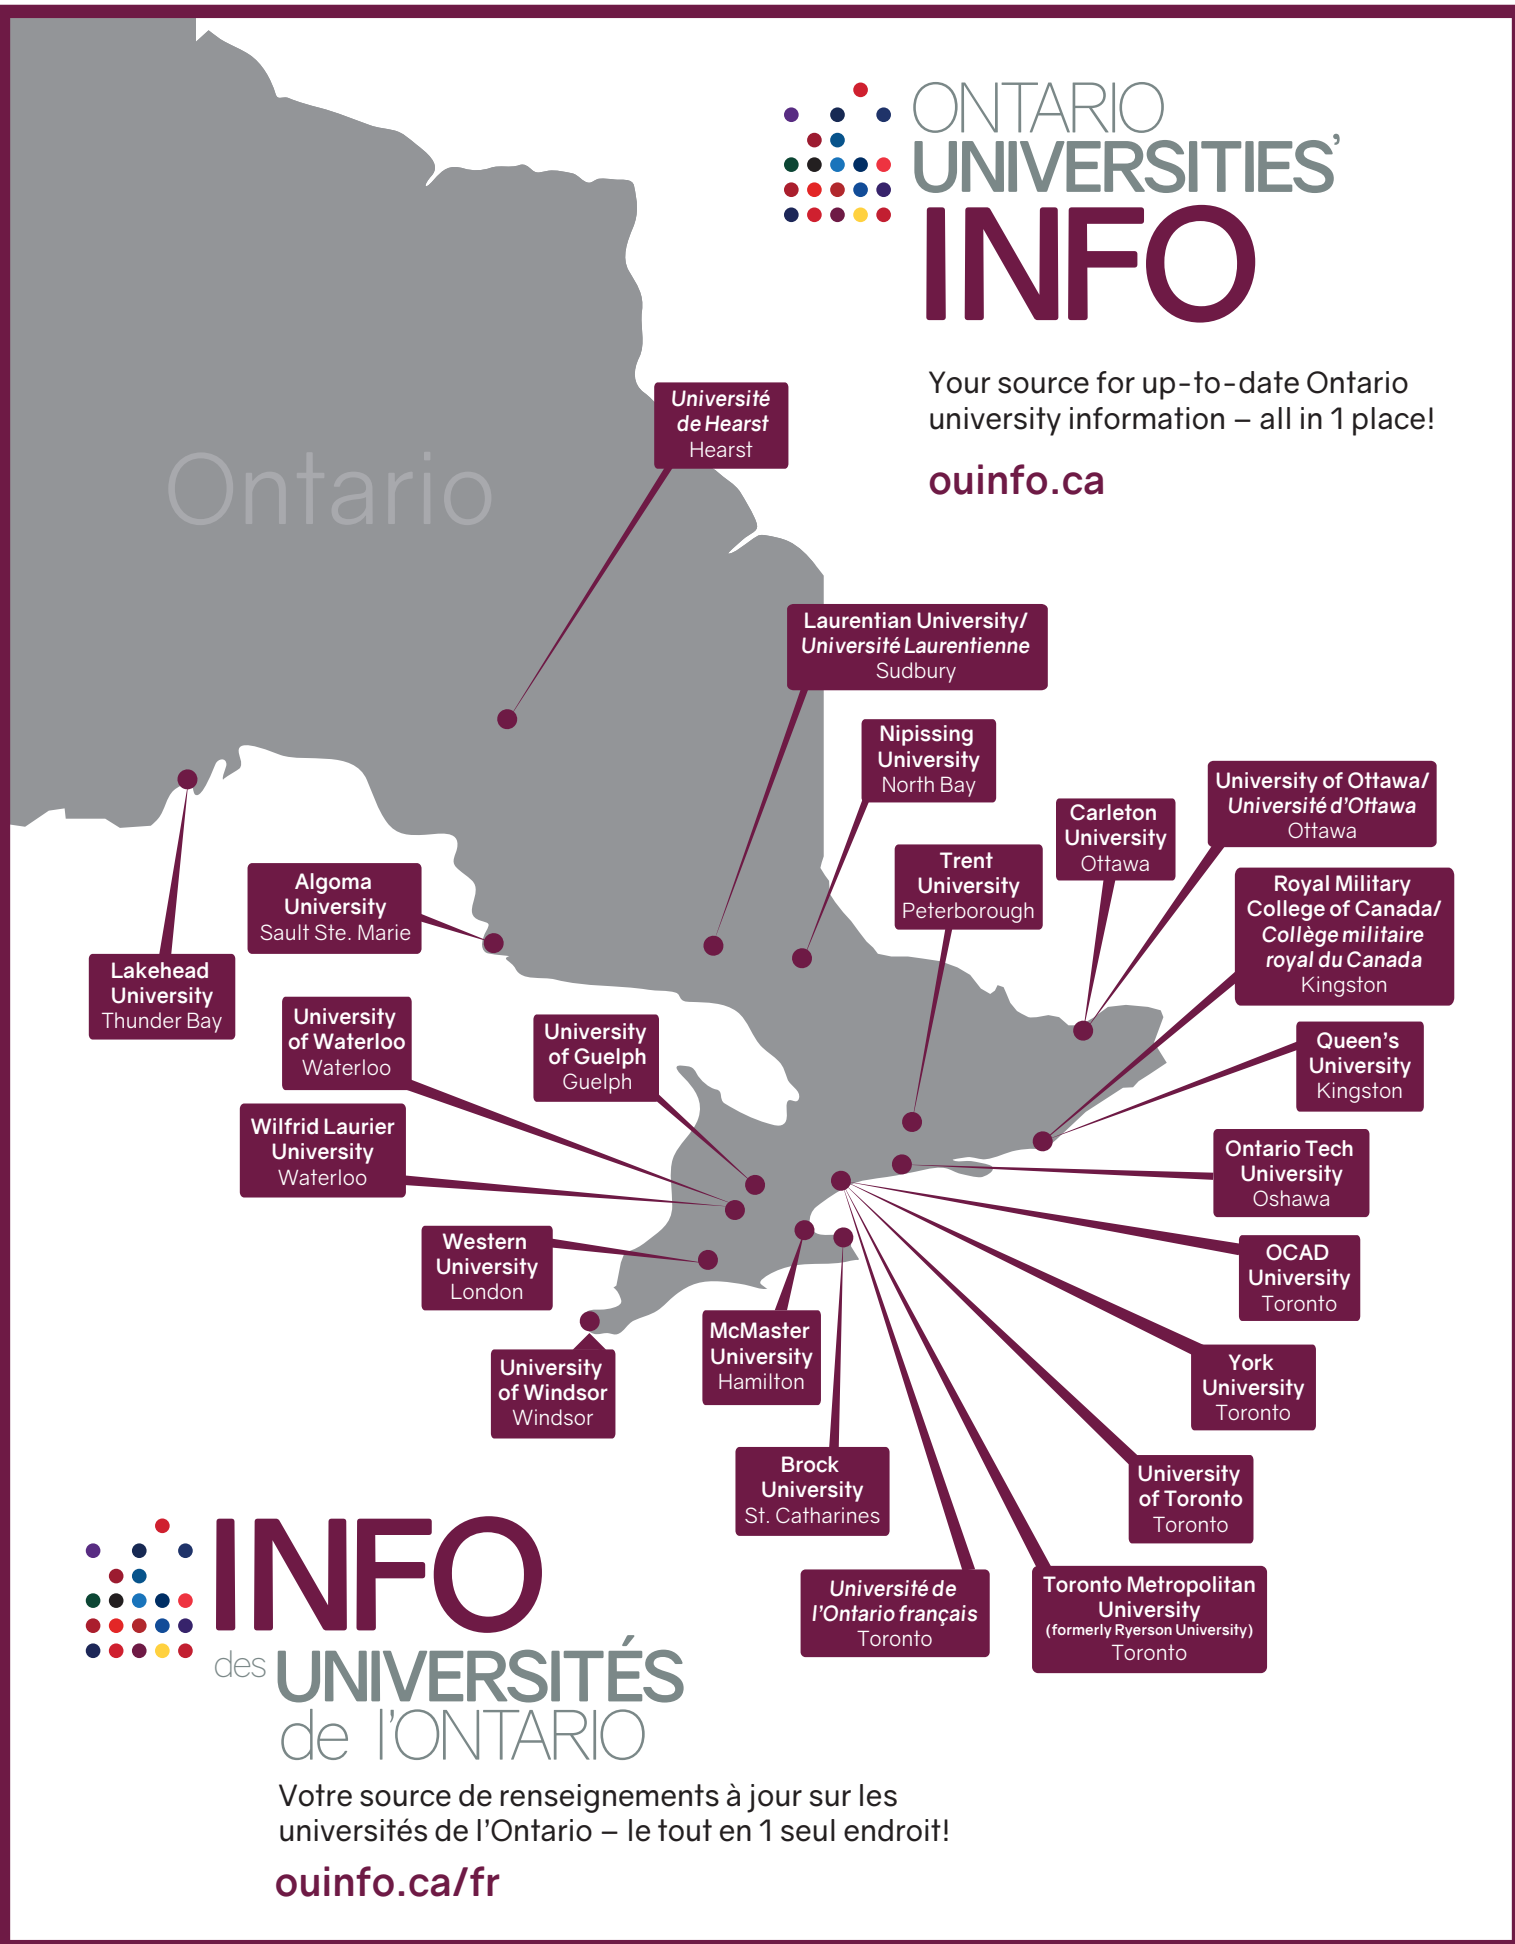 ONTARIO
UNIVERSITIES’
INFO
Your source for up-to-date Ontario
university information – all in 1 place!
ouinfo.ca
Ontario
Université
de Hearst
Hearst
Laurentian University/
Université Laurentienne
Sudbury
Nipissing
University
North Bay
University of Ottawa/
Université d’Ottawa
Ottawa
Carleton
University
Ottawa
Trent
University
Peterborough
Royal Military
College of Canada/
Collège militaire
royal du Canada
Kingston
Algoma
University
Sault Ste. Marie
Lakehead
University
Thunder Bay
University
of Waterloo
Waterloo
University
of Guelph
Guelph
Queen’s
University
Kingston
Wilfrid Laurier
University
Waterloo
Ontario Tech
University
Oshawa
Western
University
London
OCAD
University
Toronto
McMaster
University
Hamilton
University
of Windsor
Windsor
York
University
Toronto
Brock
University
St. Catharines
University
of Toronto
Toronto
Université de
l’Ontario français
Toronto
Toronto Metropolitan
University
(formerly Ryerson University)
Toronto
INFO
des UNIVERSITÉS
de l’ONTARIO
Votre source de renseignements à jour sur les
universités de l’Ontario – le tout en 1 seul endroit!
ouinfo.ca/fr